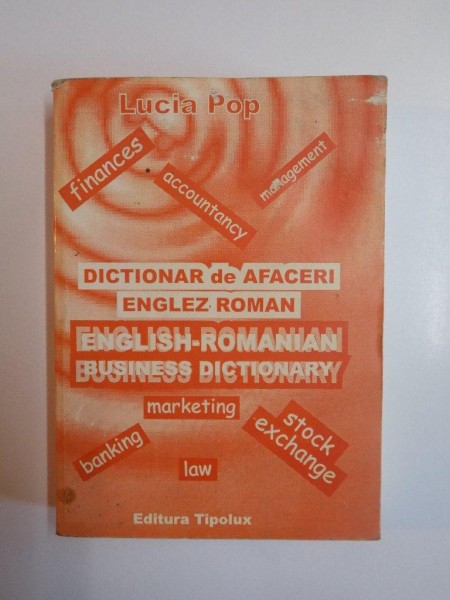 Lucia Pop
finances
accountancy
management
DICTIONAR de AFACERI
ENGLEZ ROMAN
ENGLISH-ROMANIAN
BUSINESS DICTIONARY
marketing
stock
exchange
banking
law
Editura Tipolux